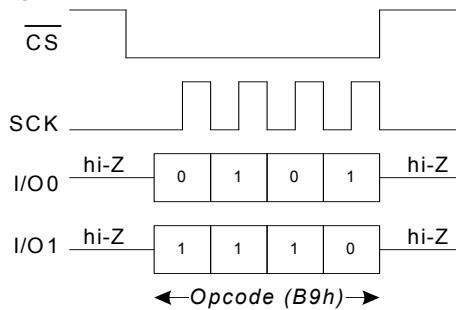 CS
SCK
hi-Z 0 1 0 1 hi-Z
I/O0
hi-Z 1 1 1 0 hi-Z
I/O1
Opcode (B9h)